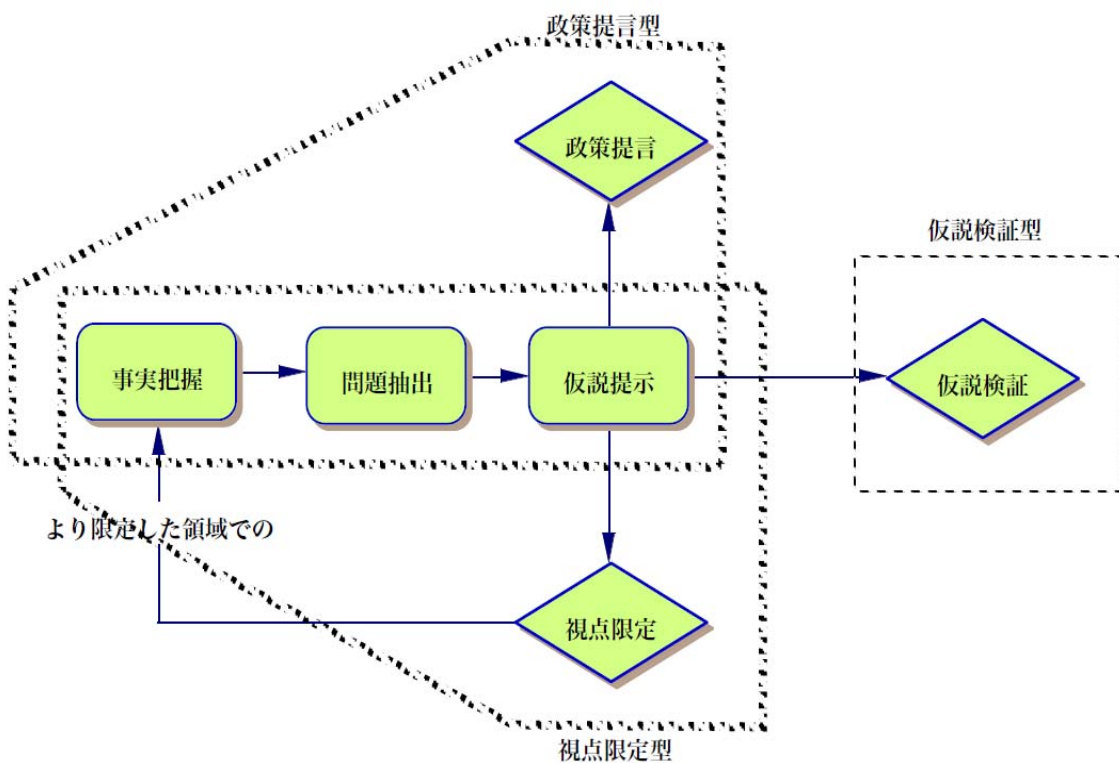 政策提言型
政策提言
仮説検証型
事実把握
問題抽出
仮説提示
仮説検証
より限定した領域での
視点限定
視点限定型